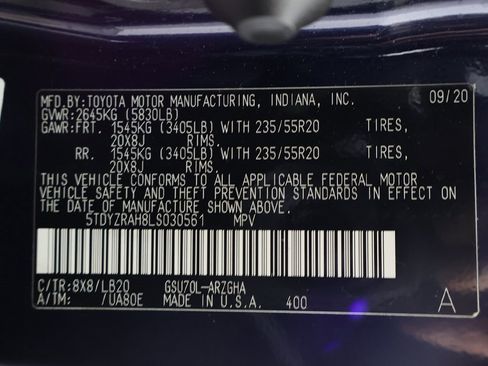 MFD.BY:TOYOTA MOTOR MANUFACTURING, INDIANA, INC. 09/20
GVWR:2645KG (5830LB)
GAWR:FRT. 1545KG (3405LB) WITH 235/55R20 TIRES,
20X8J RIMS.
RR. 1545KG (3405LB) WITH 235/55R20 TIRES,
20X8J RIMS.
THIS VEHICLE CONFORMS TO ALL APPLICABLE FEDERAL MOTOR
VEHICLE SAFETY AND THEFT PREVENTION STANDARDS IN EFFECT
ON THE DATE OF MANUFACTURE SHOWN ABOVE.
5TDYZRAH8LS030561 MPV
C/TR:8X8/LB20 GSU70L-ARZGHA
A/TM: /UA80E MADE IN U.S.A. 400 A